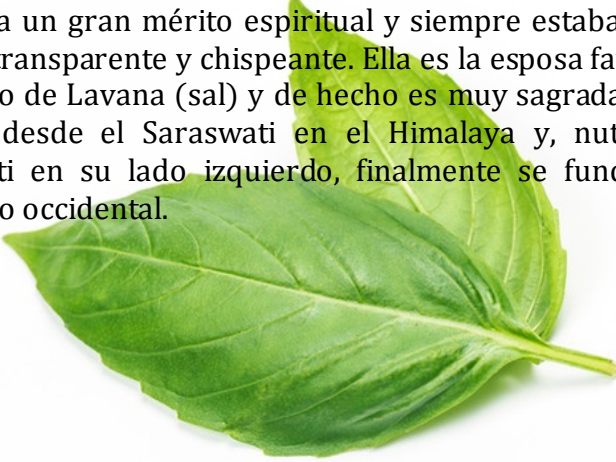 a un gran mérito espiritual y siempre estaba
transparente y chispeante. Ella es la esposa fa
o de Lavana (sal) y de hecho es muy sagrada
desde el Saraswati en el Himalaya y, nut
ti en su lado izquierdo, finalmente se fund
o occidental.